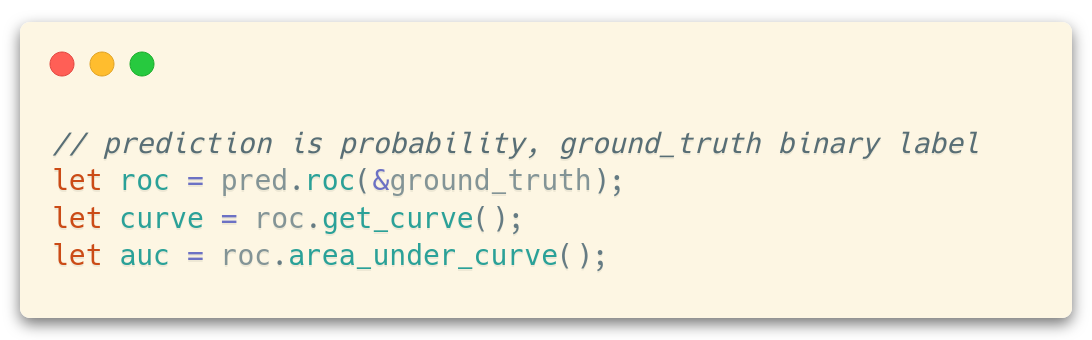 // prediction is probability, ground_truth binary label
let roc = pred.roc(&ground_truth);
let curve = roc.get_curve();
let auc = roc.area_under_curve();